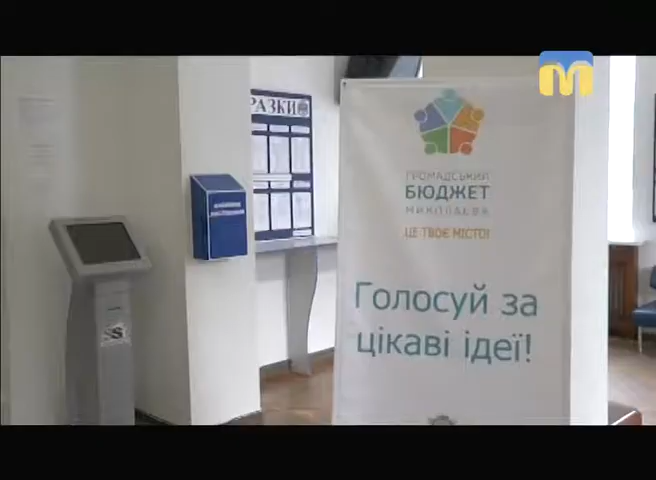 РАЗКИ
ГРОМАДСЬКИЙ
БЮДЖЕТ
МИКОЛАЄВА
ЦЕ ТВОЄ МІСТО!
Голосуй за
цікаві ідеї!